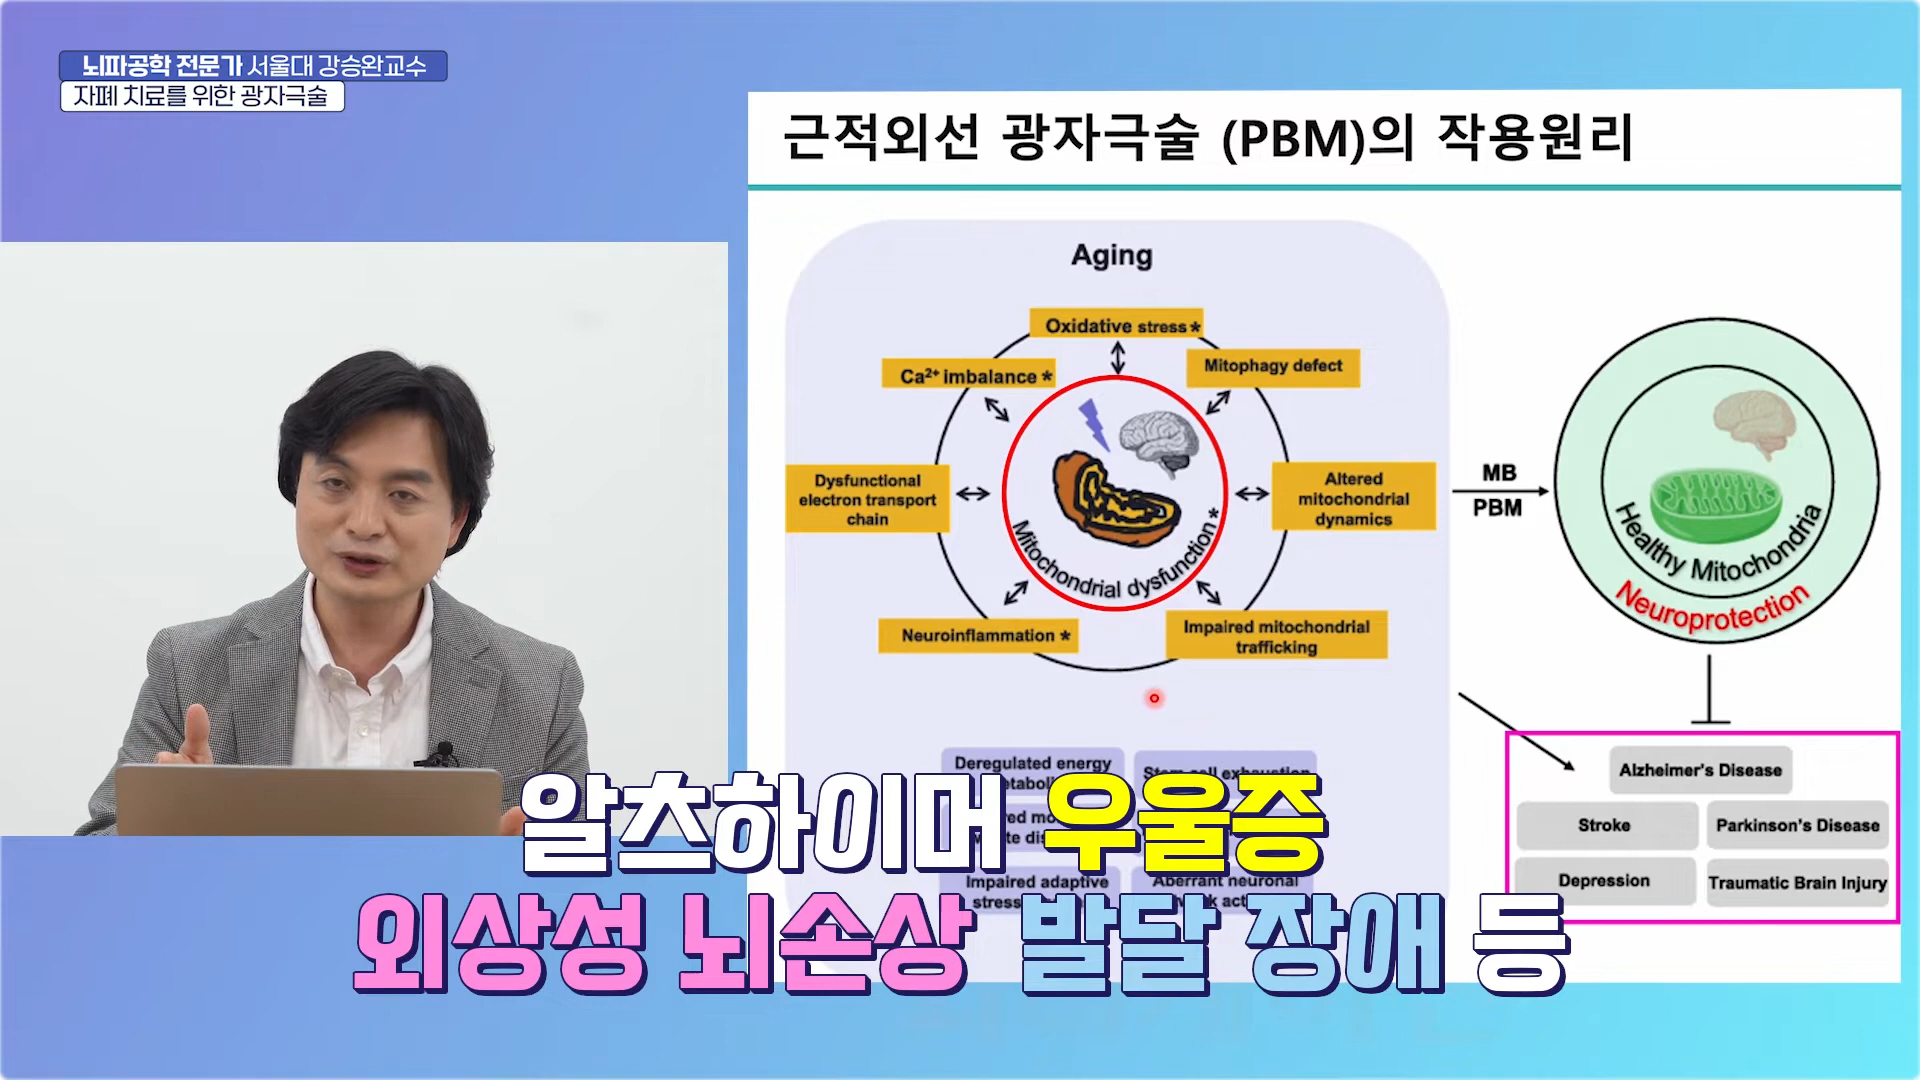 뇌파공학 전문가 서울대 강승완교수
자폐 치료를 위한 광자극술
근적외선 광자극술 (PBM)의 작용원리
Aging
Oxidative stress*
Ca²⁺ imbalance *
Mitophagy defect
Dysfunctional
electron transport
chain
Altered
mitochondrial
dynamics
Mitochondrial dysfunction*
Neuroinflammation *
Impaired mitochondrial
trafficking
MB
PBM
Healthy Mitochondria
Neuroprotection
Deregulated energy
Impaired adaptive
Aberrant neuronal
Alzheimer's Disease
Stroke
Parkinson's Disease
Depression
Traumatic Brain Injury
알츠하이머 우울증
외상성 뇌손상 발달 장애 등